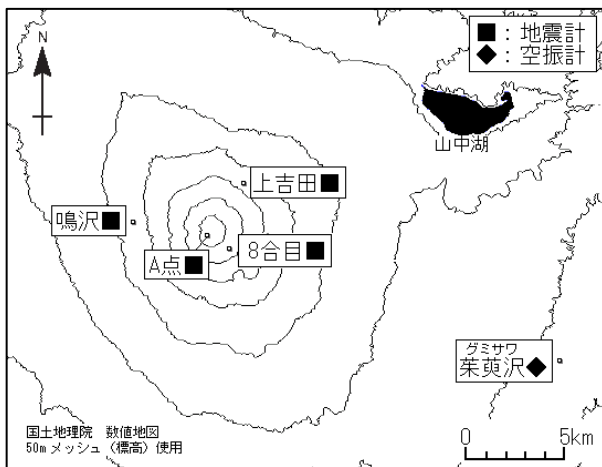 N
■：地震計
◆：空振計
山中湖
上吉田■
鳴沢■
8合目■
A点■
グミサワ
茱萸沢◆
国土地理院　数値地図
50mメッシュ（標高）使用
0 5km